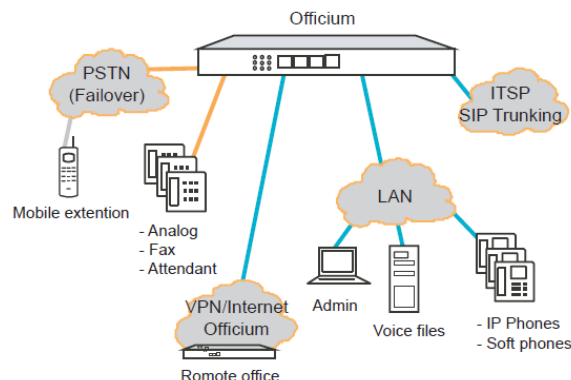 Officium
PSTN
(Failover)
ITSP
SIP Trunking
Mobile extention
- Analog
- Fax
- Attendant
LAN
VPN/Internet
Officium
Romote office
Admin
Voice files
- IP Phones
- Soft phones